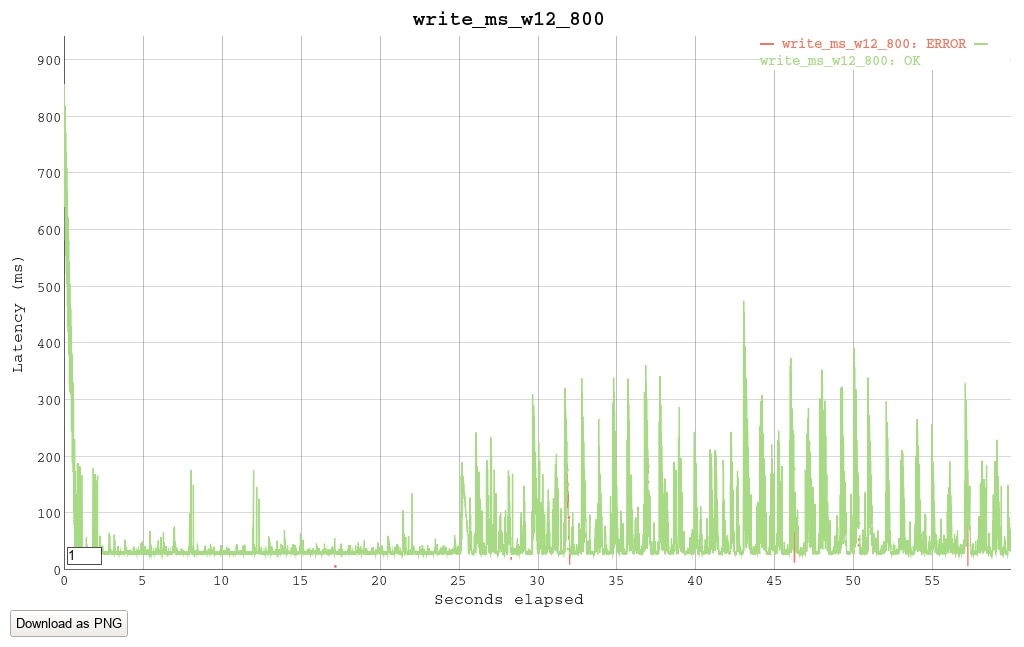 write_ms_w12_800
write_ms_w12_800: ERROR
write_ms_w12_800: OK
900
800
700
600
500
400
300
200
100
0
Latency (ms)
1
0 5 10 15 20 25 30 35 40 45 50 55
Seconds elapsed
Download as PNG